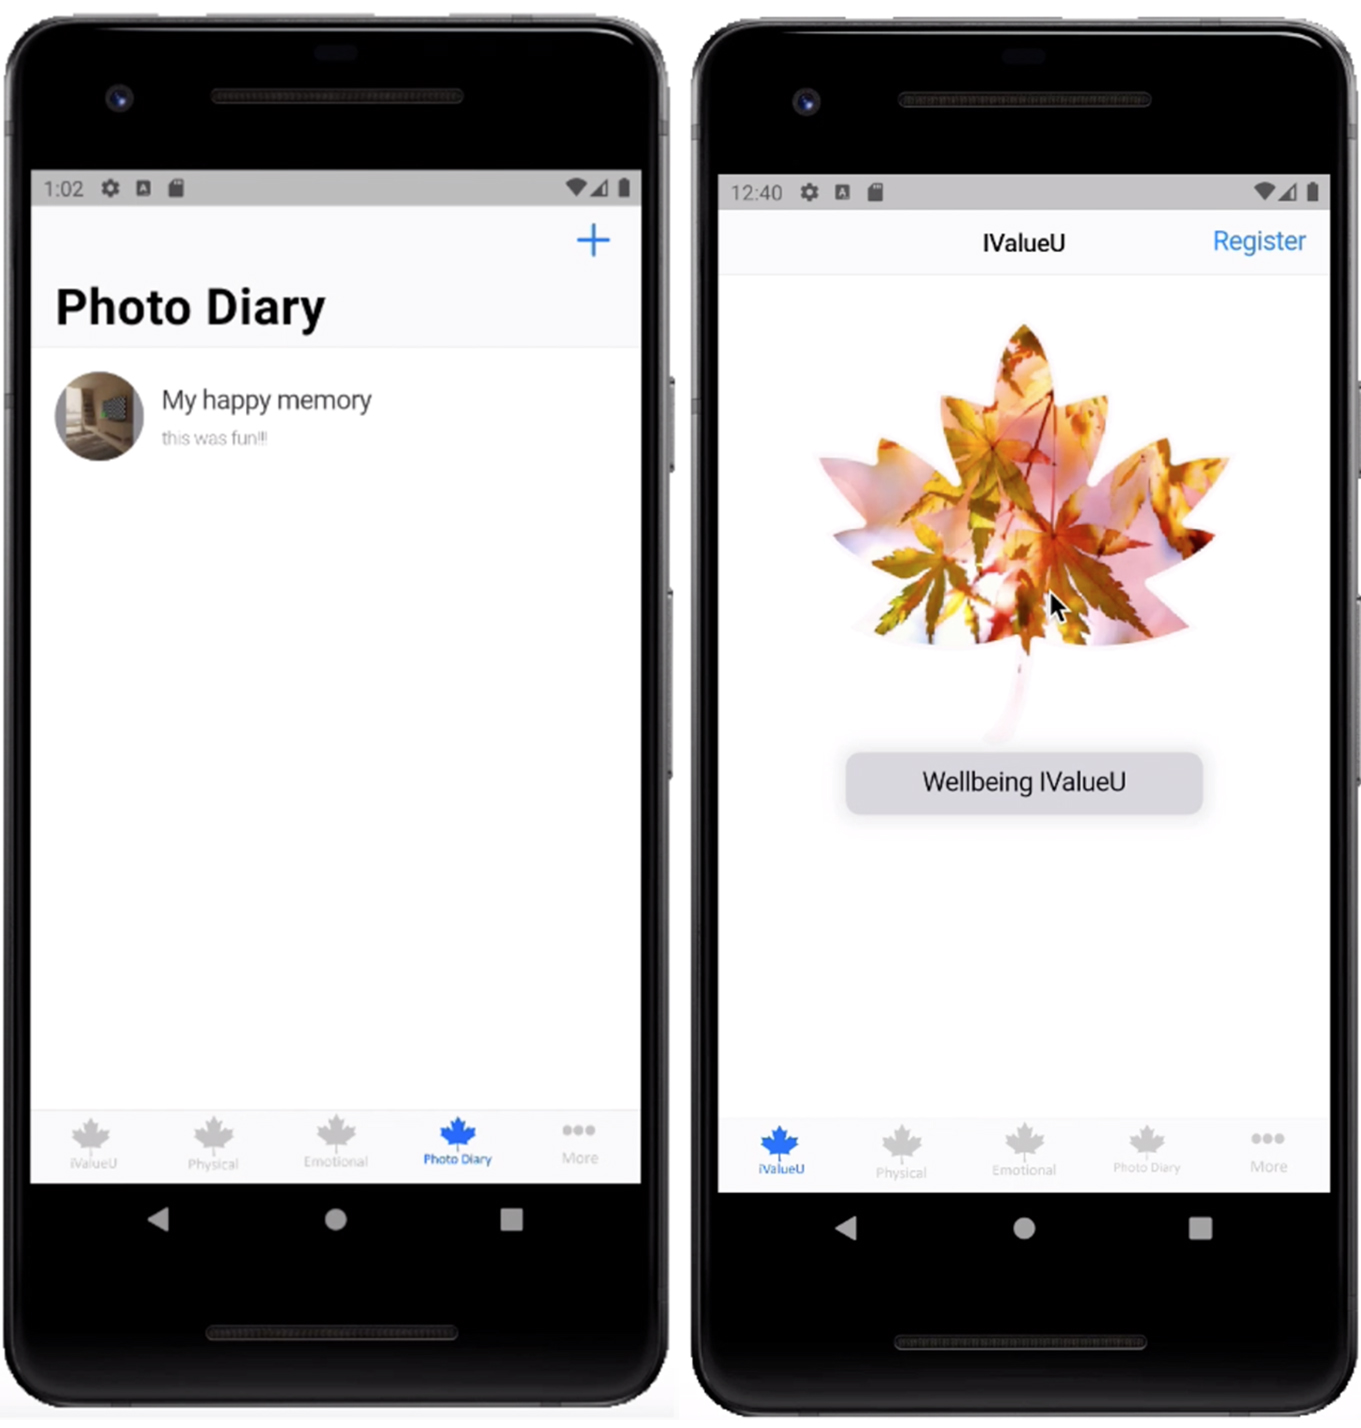 1:02
Photo Diary
My happy memory
this was fun!!!
iValueU
Physical
Emotional
Photo Diary
More
12:40
IValueU
Register
Wellbeing IValueU
iValueU
Physical
Emotional
Photo Diary
More